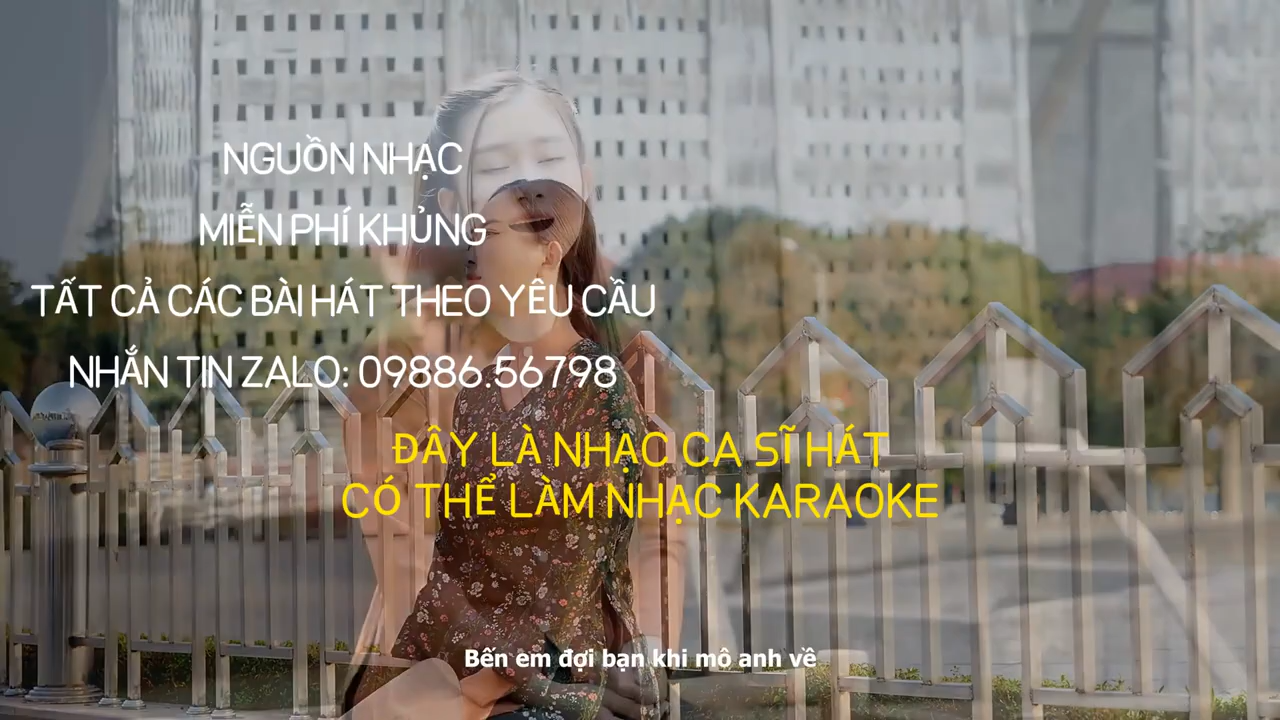 NGUỒN NHẠC
MIỄN PHÍ KHỦNG
TẤT CẢ CÁC BÀI HÁT THEO YÊU CẦU
NHẮN TIN ZALO: 09886.56798
ĐÂY LÀ NHẠC CA SĨ HÁT
CÓ THỂ LÀM NHẠC KARAOKE
Bến em đợi bạn khi mô anh về